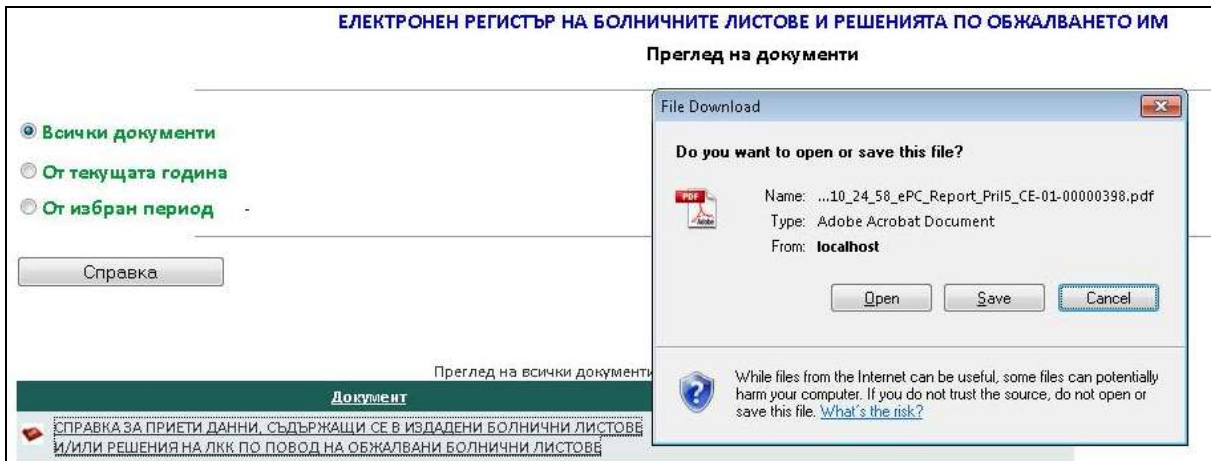 ЕЛЕКТРОНЕН РЕГИСТЪР НА БОЛНИЧНИТЕ ЛИСТОВЕ И РЕШЕНИЯТА ПО ОБЖАЛВАНЕТО ИМ
Преглед на документи
Всички документи
От текущата година
От избран период -
Справка
Преглед на всички документи
Документ
СПРАВКА ЗА ПРИЕТИ ДАННИ, СЪДЪРЖАЩИ СЕ В ИЗДАДЕНИ БОЛНИЧНИ ЛИСТОВЕ
И/ИЛИ РЕШЕНИЯ НА ЛКК ПО ПОВОД НА ОБЖАЛВАНИ БОЛНИЧНИ ЛИСТОВЕ
File Download
Do you want to open or save this file?
PDF
Adobe
Name: ...10_24_58_ePC_Report_Pril5_CE-01-00000398.pdf
Type: Adobe Acrobat Document
From: localhost
Open Save Cancel
While files from the Internet can be useful, some files can potentially
harm your computer. If you do not trust the source, do not open or
save this file. What's the risk?